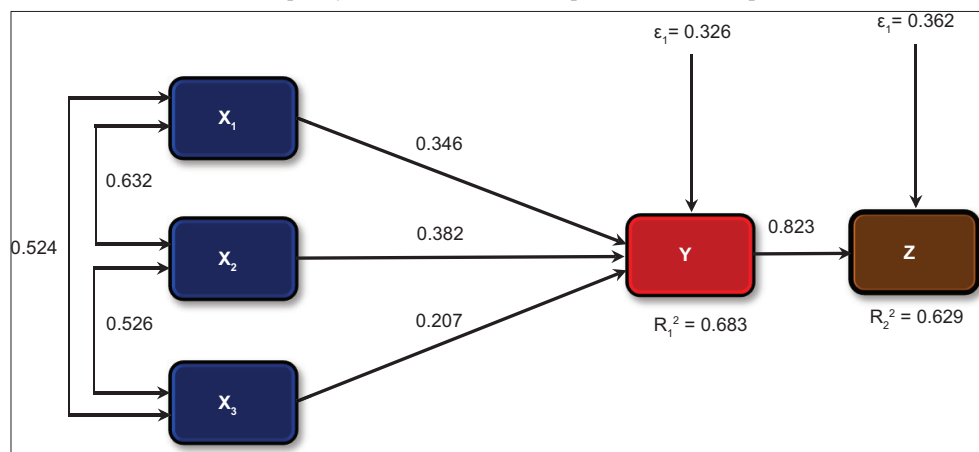 ε₁= 0.326
ε₁= 0.362
X₁
0.346
0.632
0.823
0.524
X₂
0.382
Y
Z
0.526
0.207
R₁² = 0.683
R₂² = 0.629
X₃